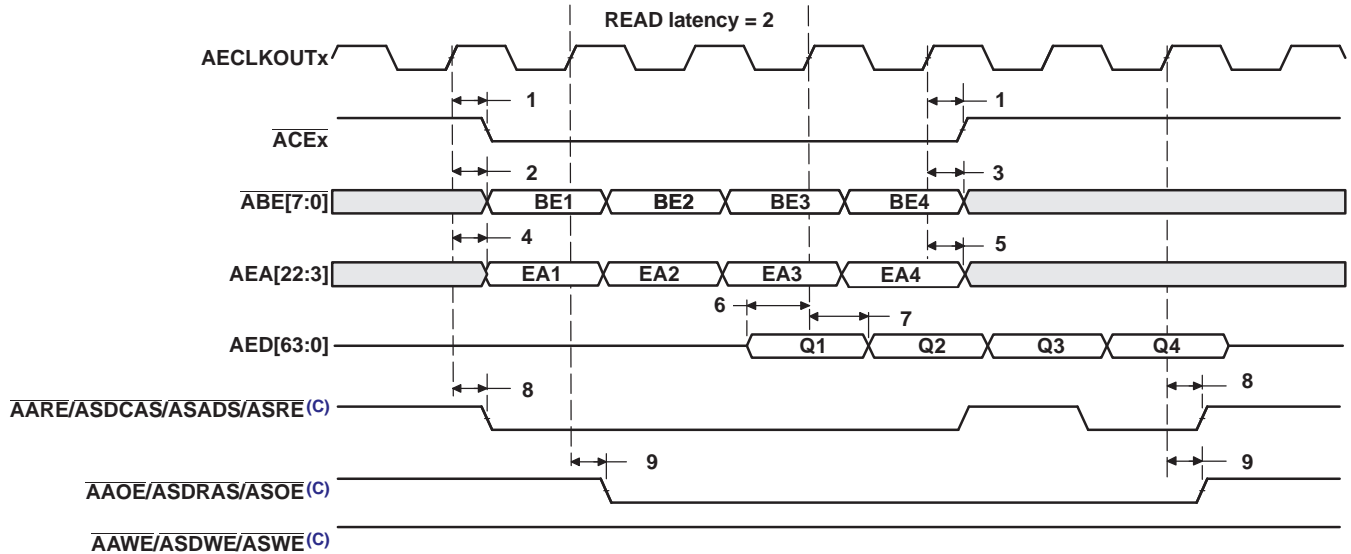 READ latency = 2
AECLKOUTx
1 1
ACEx
2 3
ABE[7:0] BE1 BE2 BE3 BE4
4 5
AEA[22:3] EA1 EA2 EA3 EA4
6 7
AED[63:0] Q1 Q2 Q3 Q4
8 8
AARE/ASDCAS/ASADS/ASRE(C)
9 9
AAOE/ASDRAS/ASOE(C)
AAWE/ASDWE/ASWE(C)